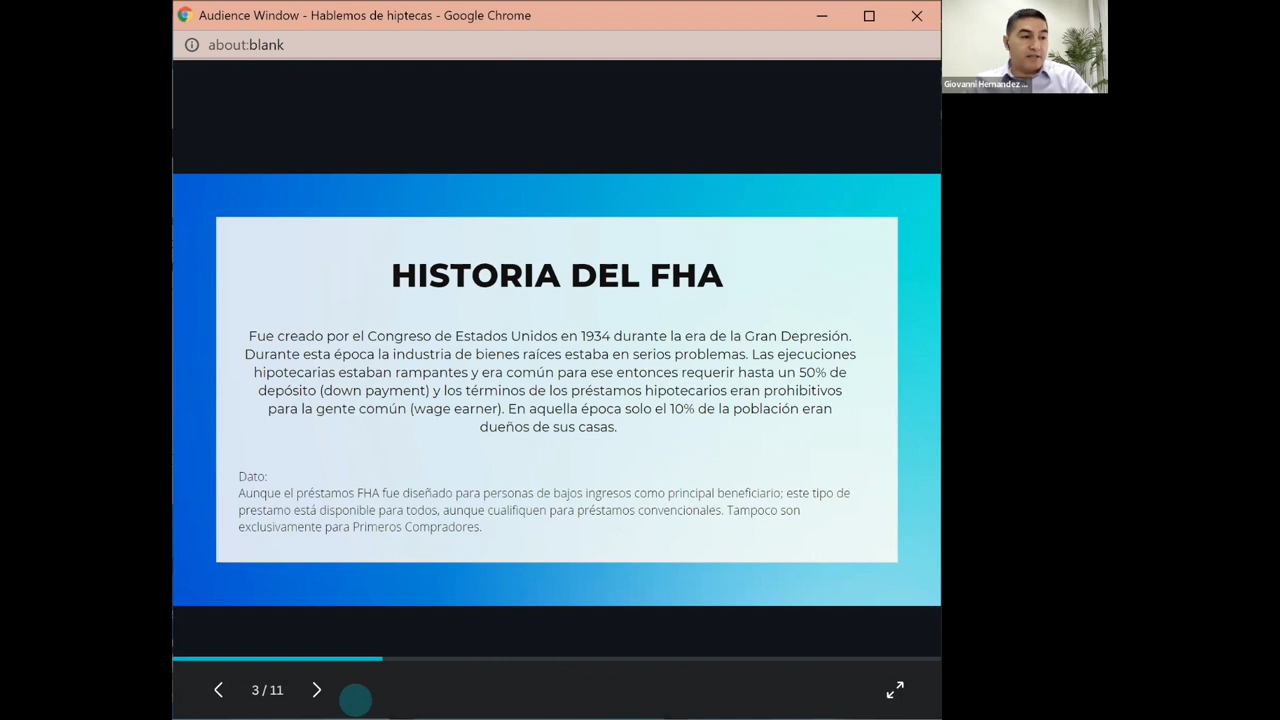 Audience Window - Hablemos de hiptecas - Google Chrome
about:blank
Giovanni Hernandez ...
HISTORIA DEL FHA
Fue creado por el Congreso de Estados Unidos en 1934 durante la era de la Gran Depresión.
Durante esta época la industria de bienes raíces estaba en serios problemas. Las ejecuciones
hipotecarias estaban rampantes y era común para ese entonces requerir hasta un 50% de
depósito (down payment) y los términos de los préstamos hipotecarios eran prohibitivos
para la gente común (wage earner). En aquella época solo el 10% de la población eran
dueños de sus casas.
Dato:
Aunque el préstamos FHA fue diseñado para personas de bajos ingresos como principal beneficiario; este tipo de
prestamo está disponible para todos, aunque cualifiquen para préstamos convencionales. Tampoco son
exclusivamente para Primeros Compradores.
3 / 11